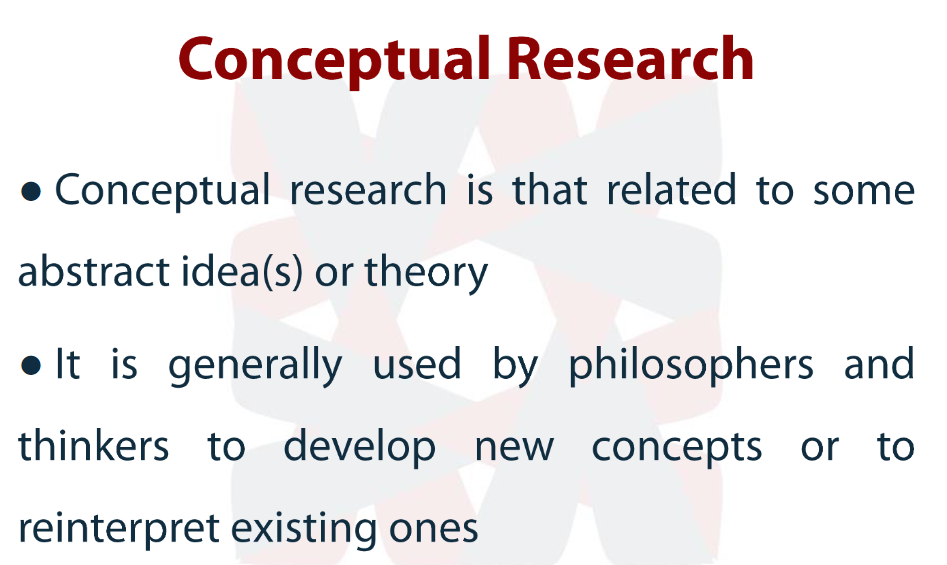 Conceptual Research
● Conceptual research is that related to some
abstract idea(s) or theory
● It is generally used by philosophers and
thinkers to develop new concepts or to
reinterpret existing ones